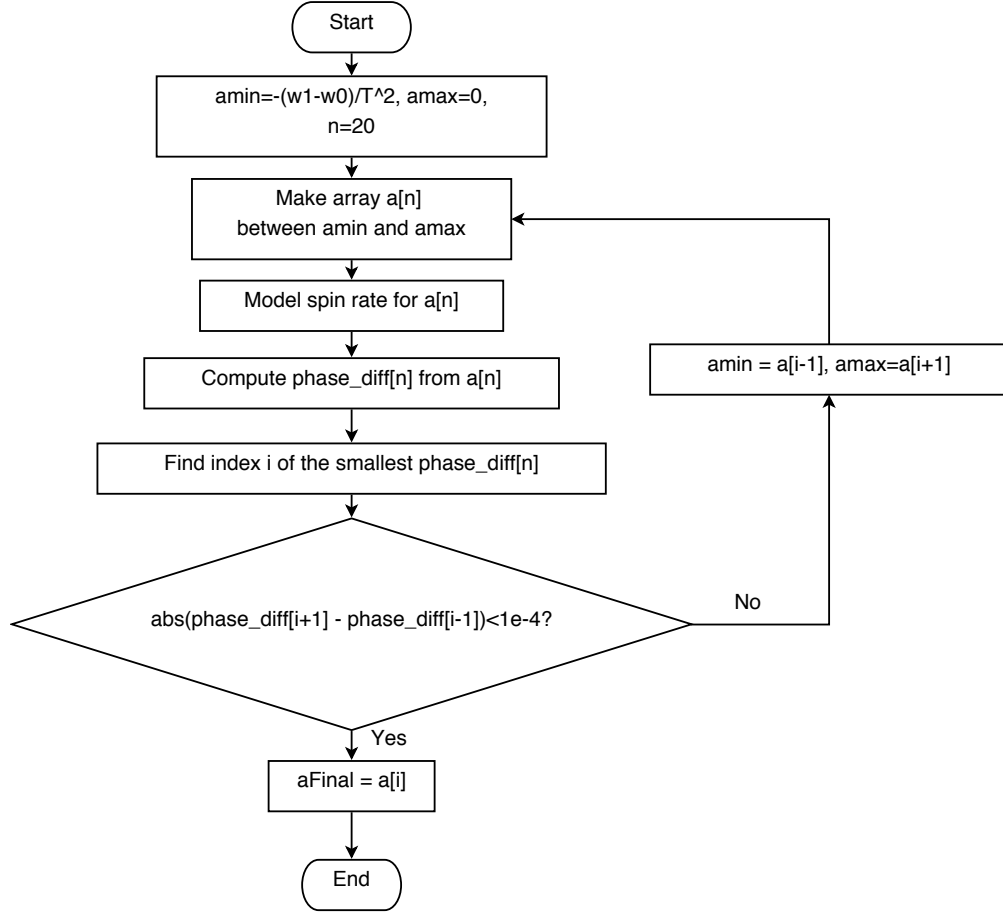 Start
amin=-(w1-w0)/T^2, amax=0,
n=20
Make array a[n]
between amin and amax
Model spin rate for a[n]
amin = a[i-1], amax=a[i+1]
Compute phase_diff[n] from a[n]
Find index i of the smallest phase_diff[n]
abs(phase_diff[i+1] - phase_diff[i-1])<1e-4?
No
Yes
aFinal = a[i]
End